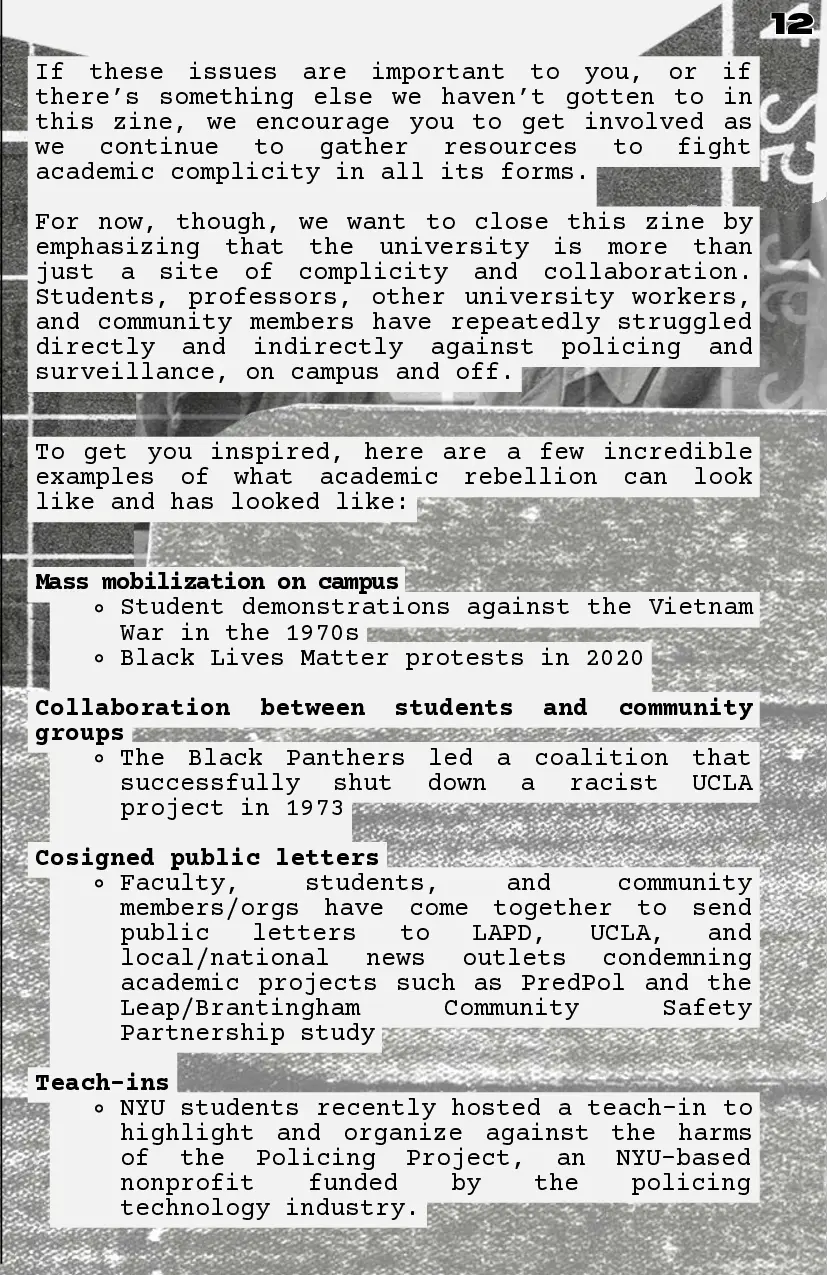 12
If these issues are important to you, or if
there's something else we haven't gotten to in
this zine, we encourage you to get involved as
we continue to gather resources to fight
academic complicity in all its forms.
For now, though, we want to close this zine by
emphasizing that the university is more than
just a site of complicity and collaboration.
Students, professors, other university workers,
and community members have repeatedly struggled
directly and indirectly against policing and
surveillance, on campus and off.
To get you inspired, here are a few incredible
examples of what academic rebellion can look
like and has looked like:
Mass mobilization on campus
Student demonstrations against the Vietnam
War in the 1970s
Black Lives Matter protests in 2020
Collaboration between students and community
groups
The Black Panthers led a coalition that
successfully shut down a racist UCLA
project in 1973
Cosigned public letters
Faculty, students, and community
members/orgs have come together to send
public letters to LAPD, UCLA, and
local/national news outlets condemning
academic projects such as PredPol and the
Leap/Brantingham Community Safety
Partnership study
Teach-ins
NYU students recently hosted a teach-in to
highlight and organize against the harms
of the Policing Project, an NYU-based
nonprofit funded by the policing
technology industry.